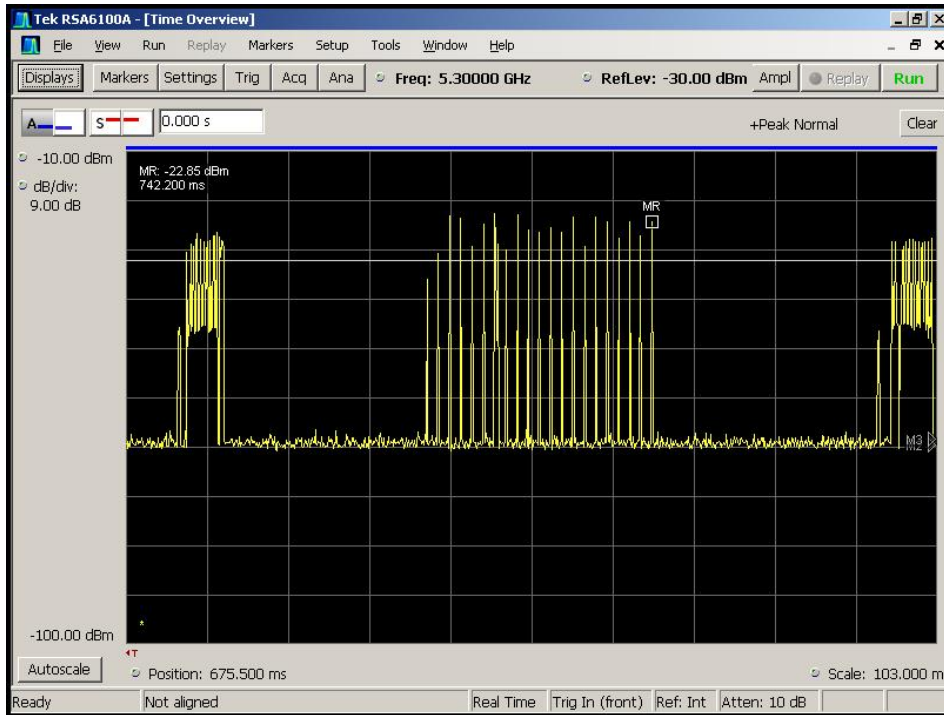 Tek RSA6100A - [Time Overview]
File View Run Replay Markers Setup Tools Window Help
Displays Markers Settings Trig Acq Ana Freq: 5.30000 GHz RefLev: -30.00 dBm Ampl Replay Run
A S 0.000 s +Peak Normal Clear
-10.00 dBm
dB/div:
9.00 dB
MR: -22.85 dBm
742.200 ms
MR
M3
M2
-100.00 dBm
T
Autoscale Position: 675.500 ms Scale: 103.000 m
Ready Not aligned Real Time Trig In (front) Ref: Int Atten: 10 dB